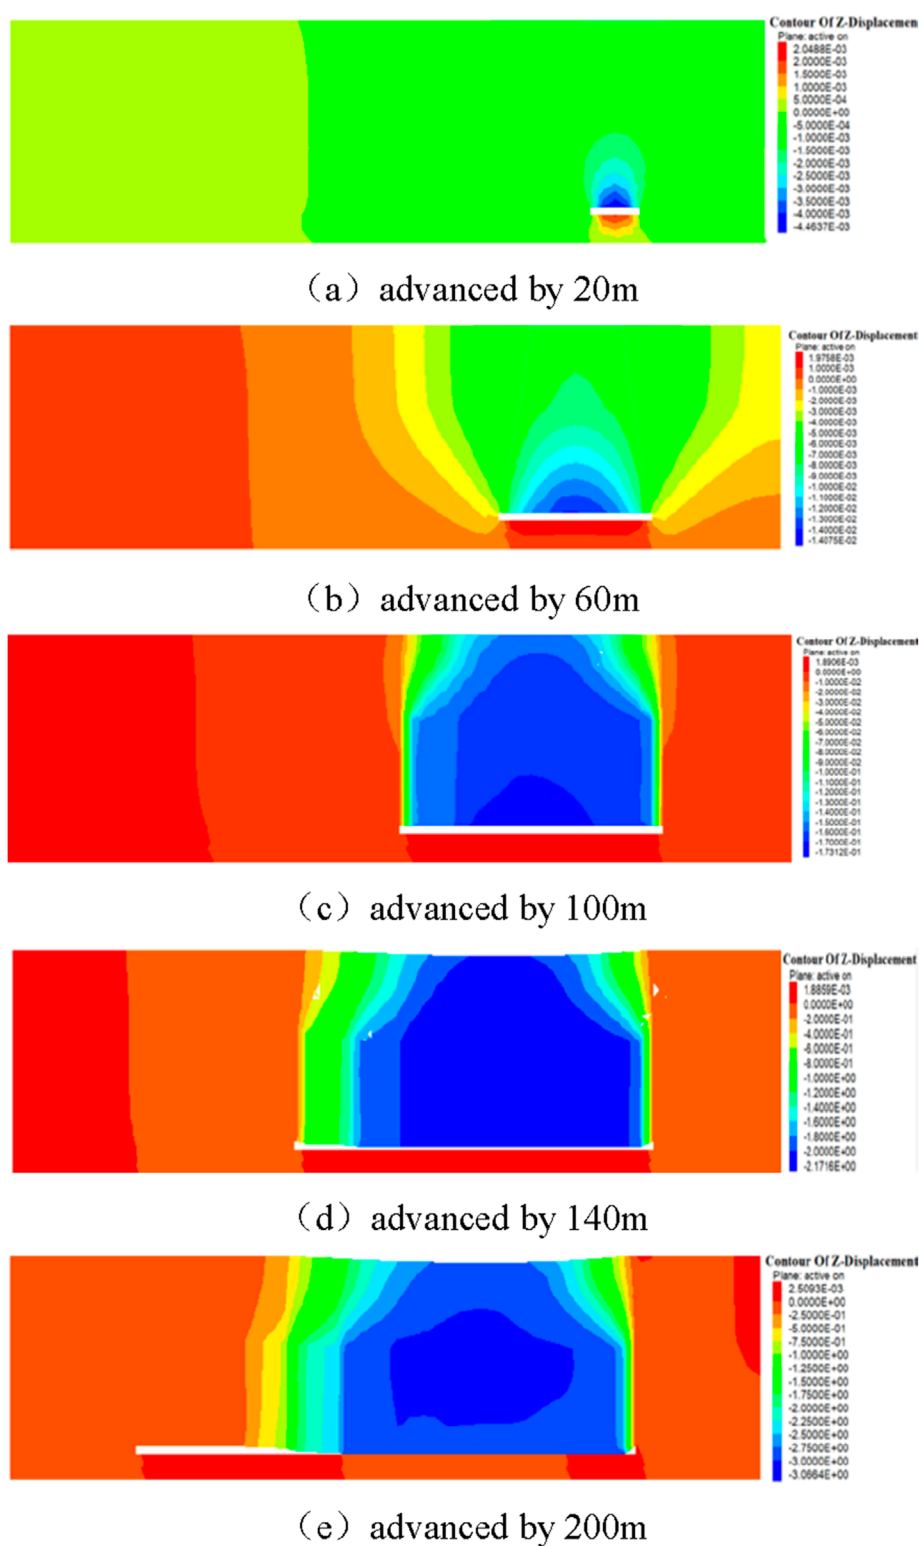 Contour Of Z-Displacemen
Plane: active on
2.0488E-03
2.0000E-03
1.5000E-03
1.0000E-03
5.0000E-04
0.0000E+00
-5.0000E-04
-1.0000E-03
-1.5000E-03
-2.0000E-03
-2.5000E-03
-3.0000E-03
-3.5000E-03
-4.0000E-03
-4.4637E-03
（a）advanced by 20m
Contour Of Z-Displacement
Plane: active on
1.9758E-03
1.0000E-03
0.0000E+00
-1.0000E-03
-2.0000E-03
-3.0000E-03
-4.0000E-03
-5.0000E-03
-6.0000E-03
-7.0000E-03
-8.0000E-03
-9.0000E-03
-1.0000E-02
-1.1000E-02
-1.2000E-02
-1.3000E-02
-1.4000E-02
-1.4075E-02
（b）advanced by 60m
Contour Of Z-Displacement
Plane: active on
1.8906E-03
0.0000E+00
-1.0000E-02
-2.0000E-02
-3.0000E-02
-4.0000E-02
-5.0000E-02
-6.0000E-02
-7.0000E-02
-8.0000E-02
-9.0000E-02
-1.0000E-01
-1.1000E-01
-1.2000E-01
-1.3000E-01
-1.4000E-01
-1.5000E-01
-1.6000E-01
-1.7000E-01
-1.7312E-01
（c）advanced by 100m
Contour Of Z-Displacement
Plane: active on
1.8859E-03
0.0000E+00
-2.0000E-01
-4.0000E-01
-6.0000E-01
-8.0000E-01
-1.0000E+00
-1.2000E+00
-1.4000E+00
-1.6000E+00
-1.8000E+00
-2.0000E+00
-2.1716E+00
（d）advanced by 140m
Contour Of Z-Displacement
Plane: active on
2.5093E-03
0.0000E+00
-2.5000E-01
-5.0000E-01
-7.5000E-01
-1.0000E+00
-1.2500E+00
-1.5000E+00
-1.7500E+00
-2.0000E+00
-2.2500E+00
-2.5000E+00
-2.7500E+00
-3.0000E+00
-3.0664E+00
（e）advanced by 200m